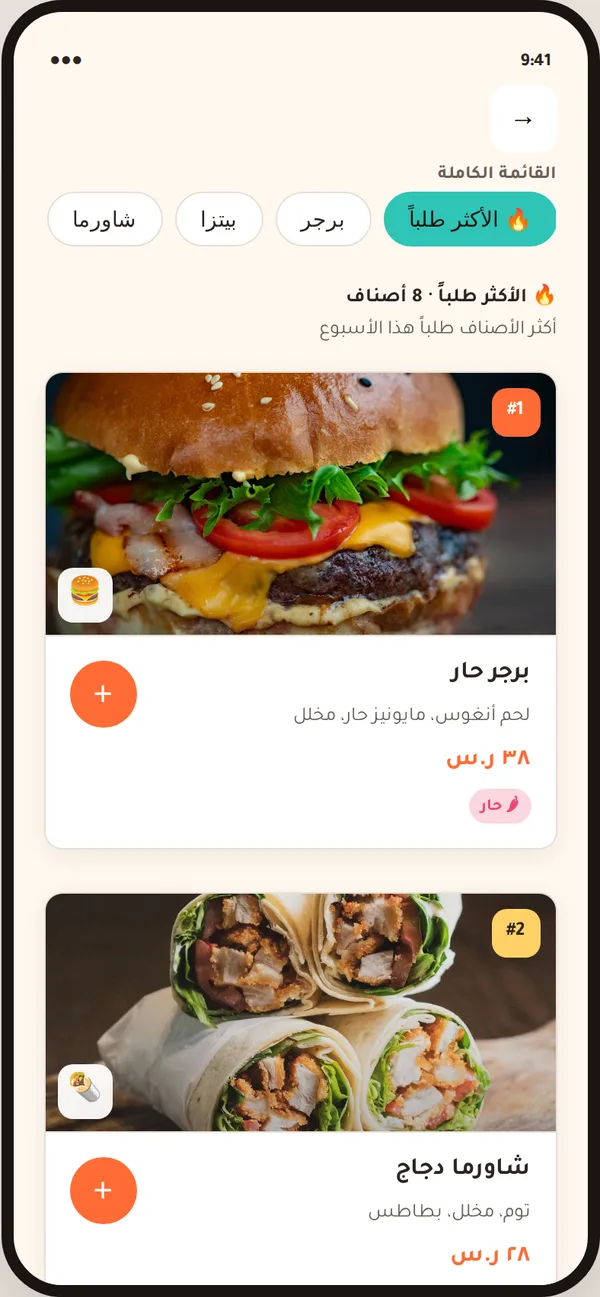 9:41 •••
→
القائمة الكاملة
🔥 الأكثر طلباً برجر بيتزا شاورما
🔥 الأكثر طلباً · 8 أصناف
أكثر الأصناف طلباً هذا الأسبوع
#1
برجر حار
+
لحم أنغوس، مايونيز حار، مخلل
٣٨ ر.س
🌶️ حار
#2
شاورما دجاج
+
توم، مخلل، بطاطس
٢٨ ر.س